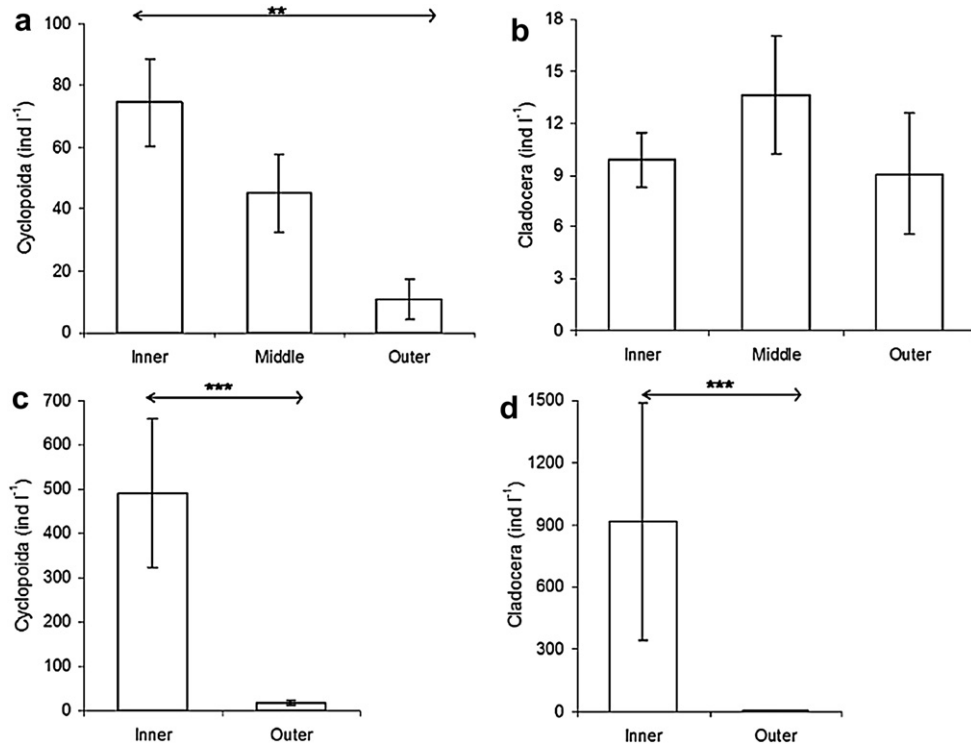 a
**
Cyclopoida (ind l⁻¹)
100
80
60
40
20
0
Inner Middle Outer
b
Cladocera (ind l⁻¹)
18
15
12
9
6
3
0
Inner Middle Outer
c
***
Cyclopoida (ind l⁻¹)
700
600
500
400
300
200
100
0
Inner Outer
d
***
Cladocera (ind l⁻¹)
1500
1200
900
600
300
0
Inner Outer